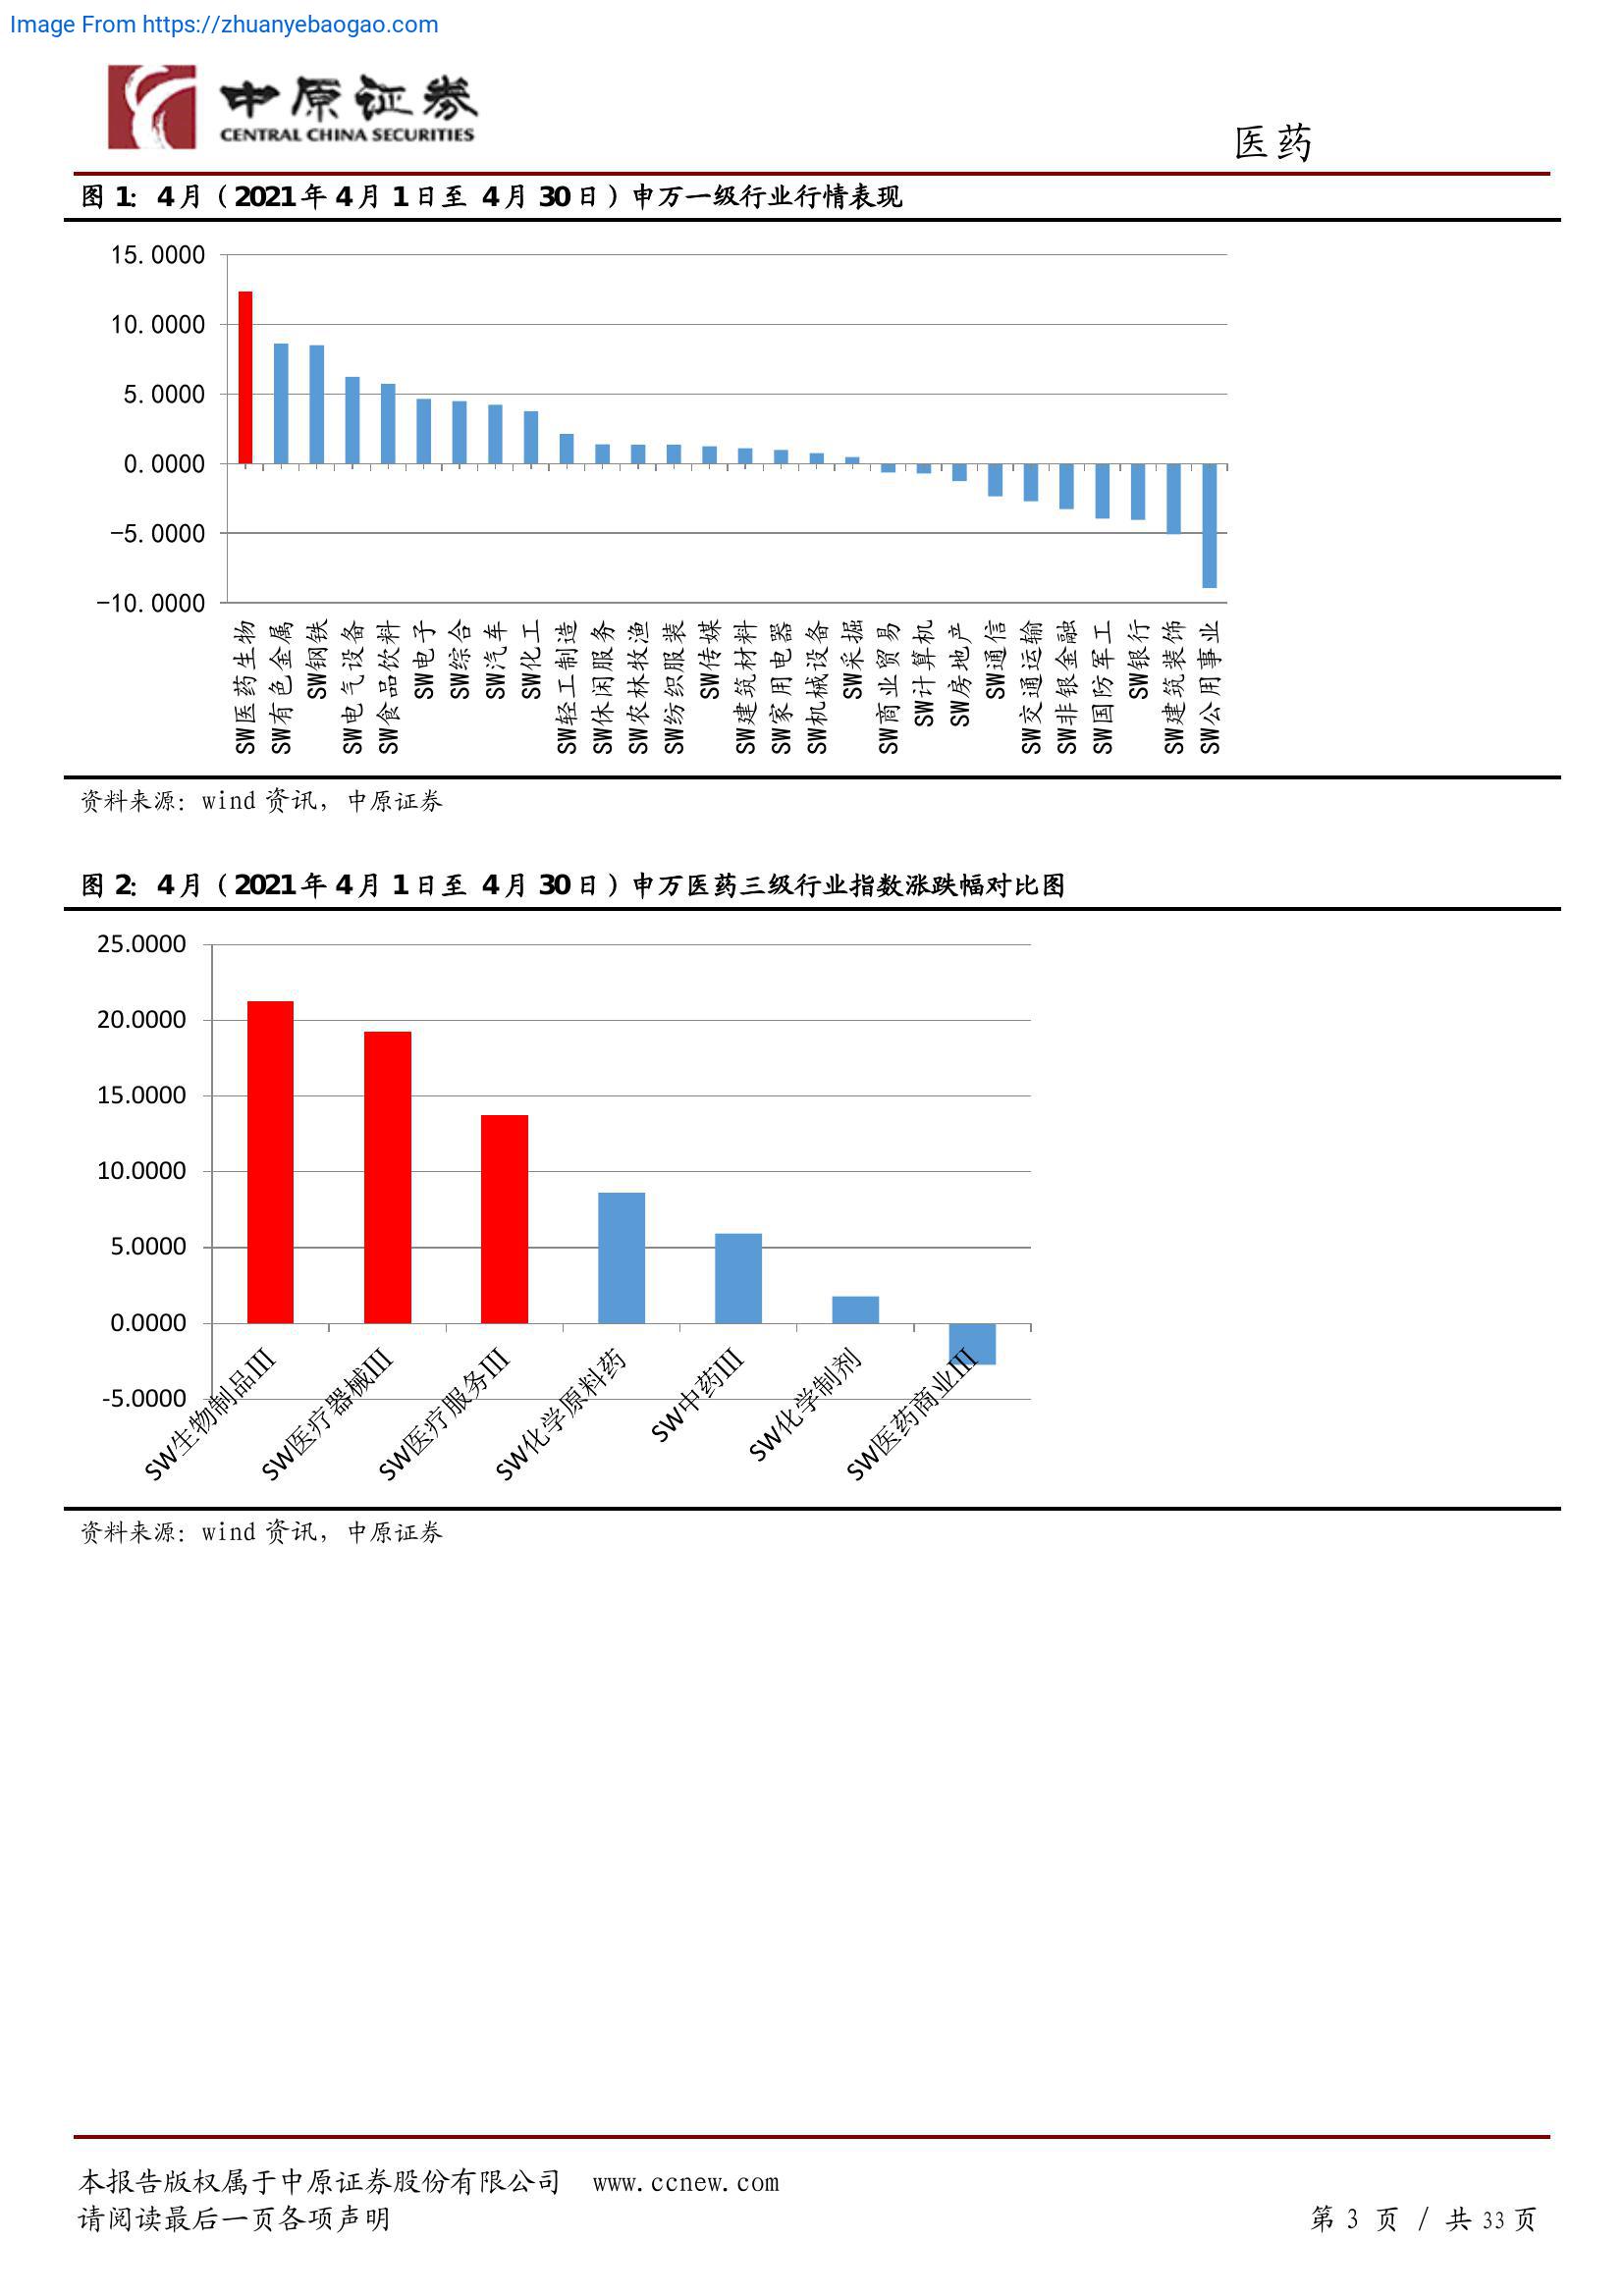 Image From https://zhuanyebaogao.com
中原证券
CENTRAL CHINA SECURITIES
医药
图 1: 4 月（2021 年 4 月 1 日至 4 月 30 日）申万一级行业行情表现
15.0000
10.0000
5.0000
0.0000
-5.0000
-10.0000
SW医药生物
SW有色金属
SW钢铁
SW电气设备
SW食品饮料
SW电子
SW综合
SW汽车
SW化工
SW轻工制造
SW休闲服务
SW农林牧渔
SW纺织服装
SW传媒
SW建筑材料
SW家用电器
SW机械设备
SW采掘
SW商业贸易
SW计算机
SW房地产
SW通信
SW交通运输
SW非银金融
SW国防军工
SW银行
SW建筑装饰
SW公用事业
资料来源: wind 资讯, 中原证券
图 2: 4 月（2021 年 4 月 1 日至 4 月 30 日）申万医药三级行业指数涨跌幅对比图
25.0000
20.0000
15.0000
10.0000
5.0000
0.0000
-5.0000
SW生物制品III
SW医疗器械III
SW医疗服务III
SW化学原料药
SW中药III
SW化学制剂
SW医药商业III
资料来源: wind 资讯, 中原证券
本报告版权属于中原证券股份有限公司 www.ccnew.com
请阅读最后一页各项声明
第 3 页 / 共 33 页